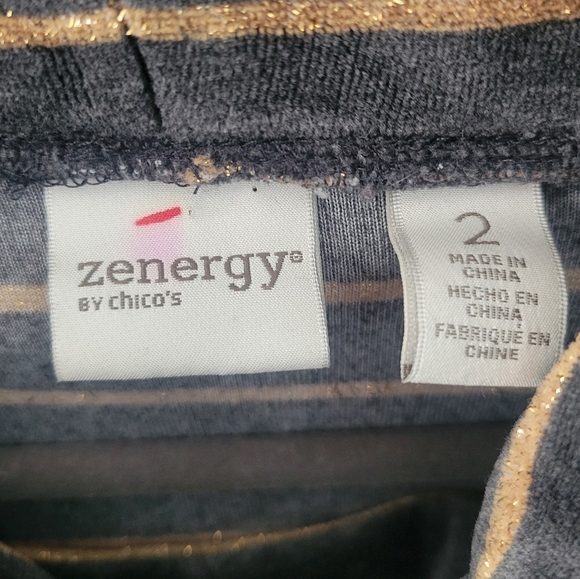 zenergy®
BY chico's
2
MADE IN
CHINA
HECHO EN
CHINA
FABRIQUÉ EN
CHINE